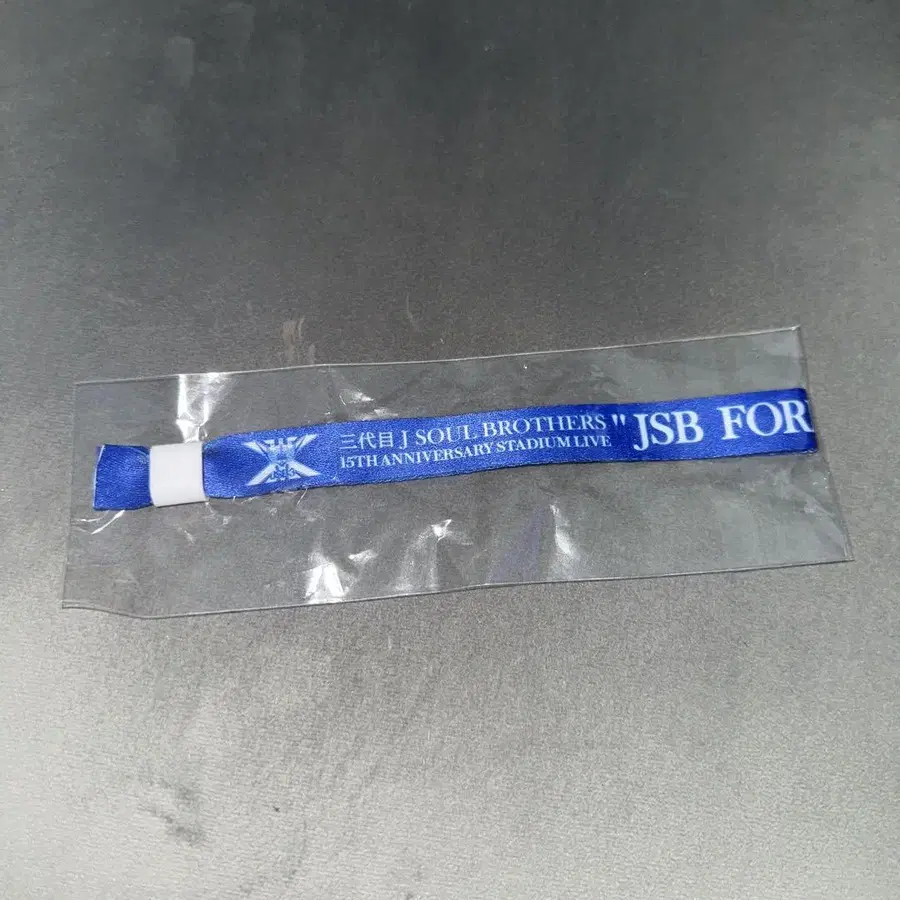 三代目 J SOUL BROTHERS
15TH ANNIVERSARY STADIUM LIVE
" JSB FOR